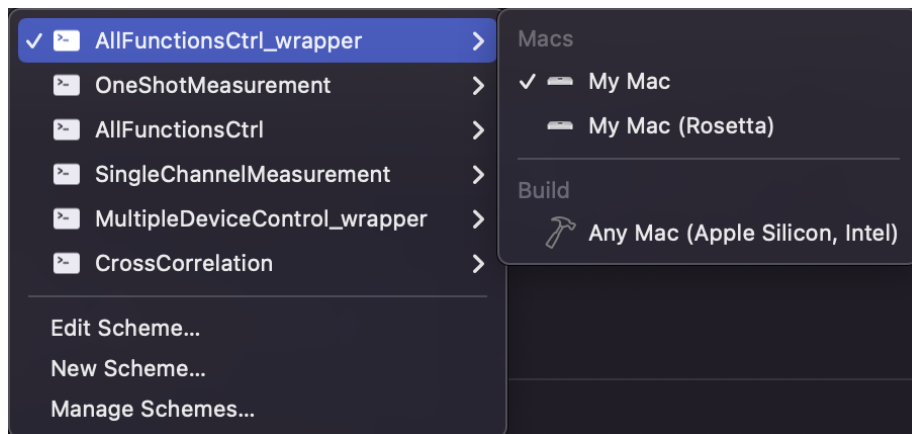 AllFunctionsCtrl_wrapper
OneShotMeasurement
AllFunctionsCtrl
SingleChannelMeasurement
MultipleDeviceControl_wrapper
CrossCorrelation
Edit Scheme...
New Scheme...
Manage Schemes...
Macs
My Mac
My Mac (Rosetta)
Build
Any Mac (Apple Silicon, Intel)